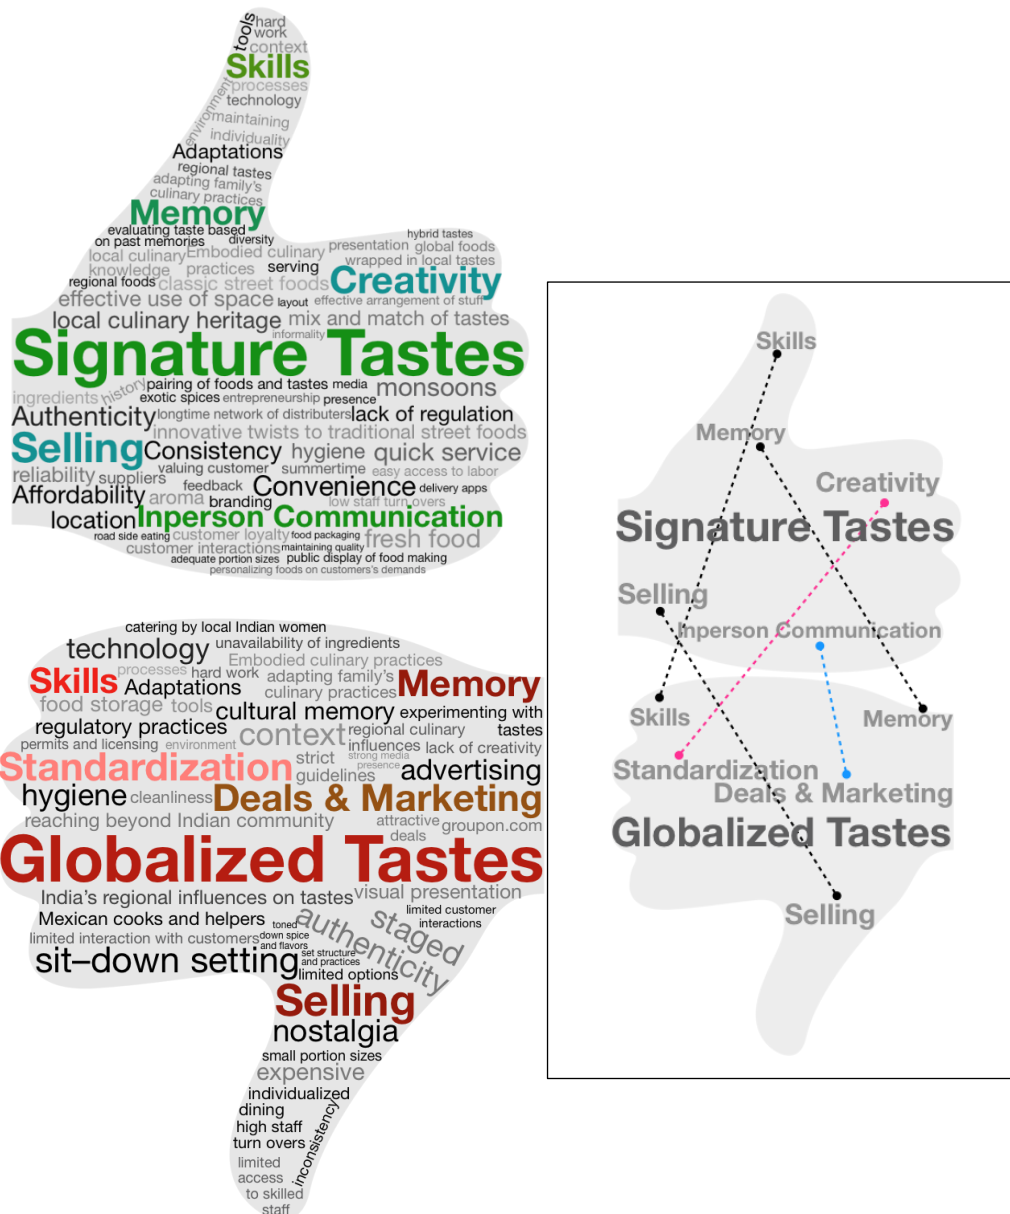 tools
hard
work
context
Skills
processes
environment
technology
maintaining
individuality
Adaptations
regional tastes
adapting family's
culinary practices
Memory
evaluating taste based
on past memories
diversity
hybrid tastes
local culinary
knowledge
Embodied culinary
practices
presentation
global foods
wrapped in local tastes
serving
regional foods
classic street foods
Creativity
effective use of space
layout
effective arrangement of stuff
local culinary heritage
mix and match of tastes
informality
Signature Tastes
ingredients
history
pairing of foods and tastes
media
presence
monsoons
exotic spices
entrepreneurship
Authenticity
longtime network of distributers
lack of regulation
innovative twists to traditional street foods
Selling
Consistency
hygiene
quick service
reliability
suppliers
valuing customer
feedback
summertime
easy access to labor
Affordability
aroma
branding
Convenience
delivery apps
low staff turn overs
location
Inperson Communication
road side eating
customer loyalty
food packaging
fresh food
customer interactions
maintaining quality
adequate portion sizes
public display of food making
personalizing foods on customers's demands
catering by local Indian women
technology
unavailability of ingredients
Embodied culinary practices
processes
hard work
adapting family's
culinary practices
Skills
Adaptations
Memory
food storage
tools
cultural memory
experimenting with
tastes
regulatory practices
context
regional culinary
influences
lack of creativity
permits and licensing
environment
strict
guidelines
strong media
presence
Standardization
advertising
hygiene
cleanliness
Deals & Marketing
reaching beyond Indian community
attractive
deals
groupon.com
Globalized Tastes
India's regional influences on tastes
visual presentation
Mexican cooks and helpers
limited customer
interactions
toned
down spice
and flavors
staged
authenticity
limited interaction with customers
set structure
and practices
sit–down setting
limited options
Selling
nostalgia
small portion sizes
expensive
individualized
dining
high staff
turn overs
inconsistency
limited
access
to skilled
staff
Skills
Memory
Creativity
Signature Tastes
Selling
Inperson Communication
Skills
Memory
Standardization
Deals & Marketing
Globalized Tastes
Selling